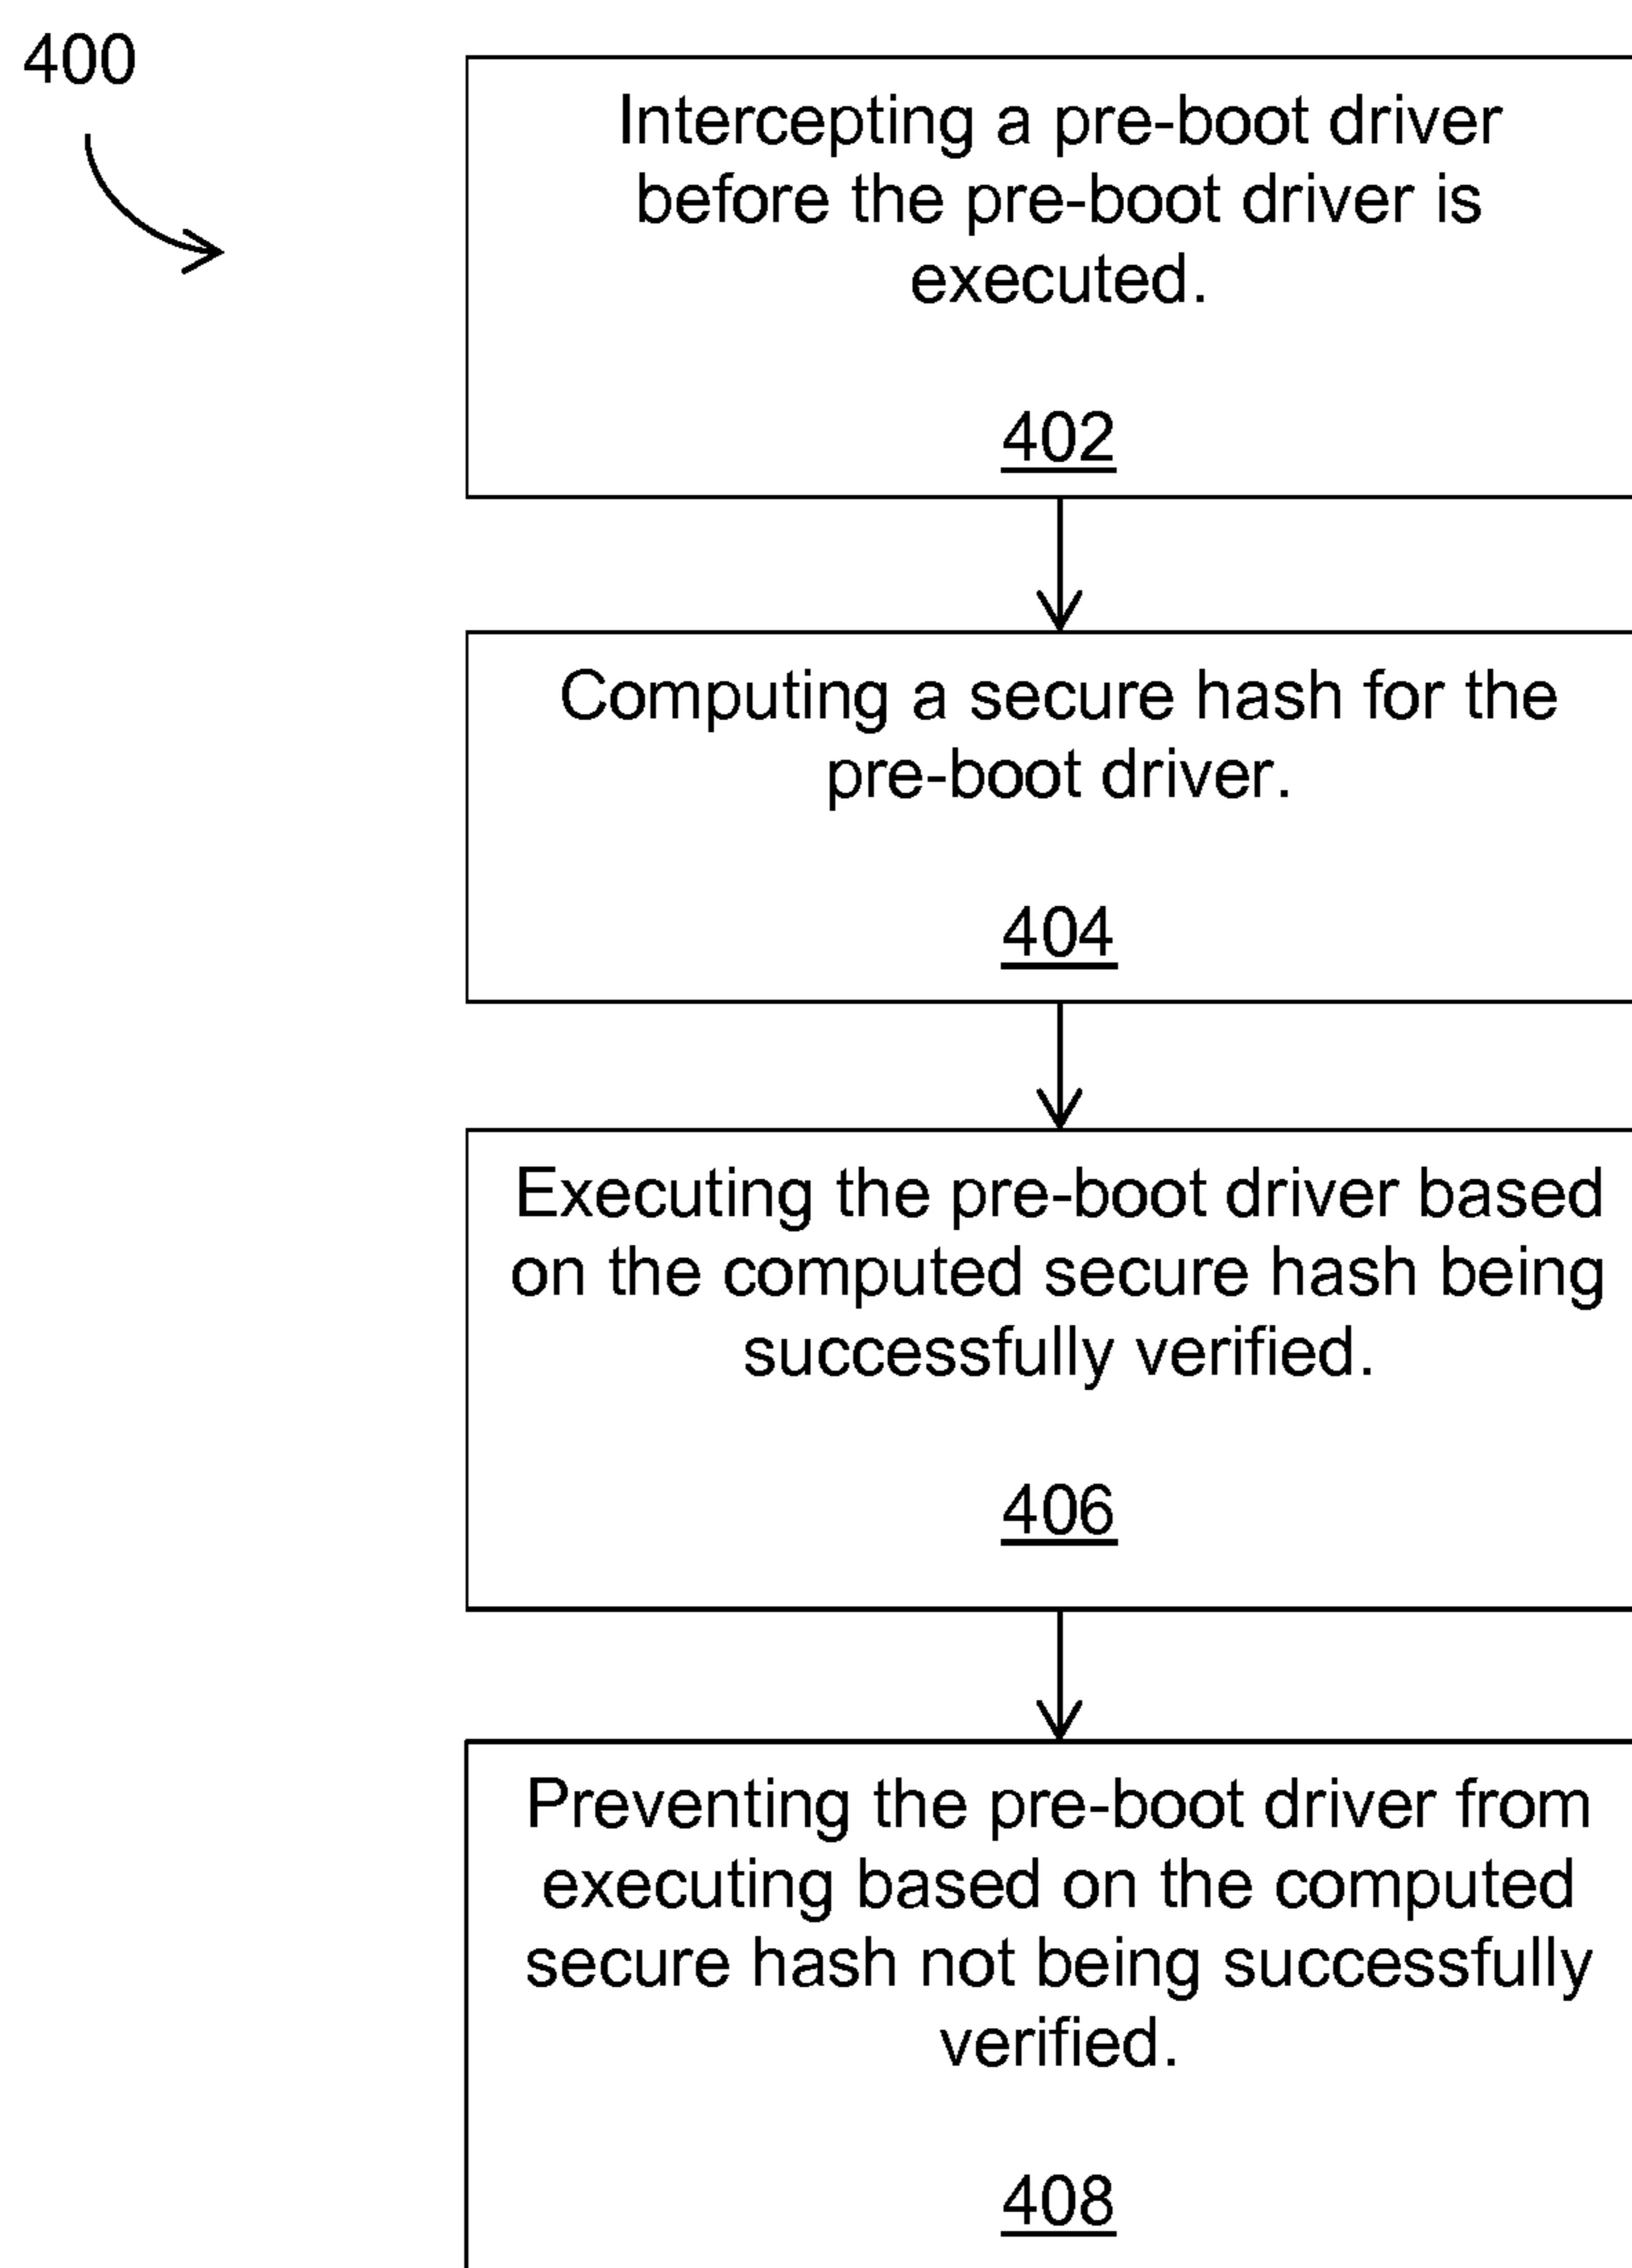 400
Intercepting a pre-boot driver
before the pre-boot driver is
executed.
402
Computing a secure hash for the
pre-boot driver.
404
Executing the pre-boot driver based
on the computed secure hash being
successfully verified.
406
Preventing the pre-boot driver from
executing based on the computed
secure hash not being successfully
verified.
408